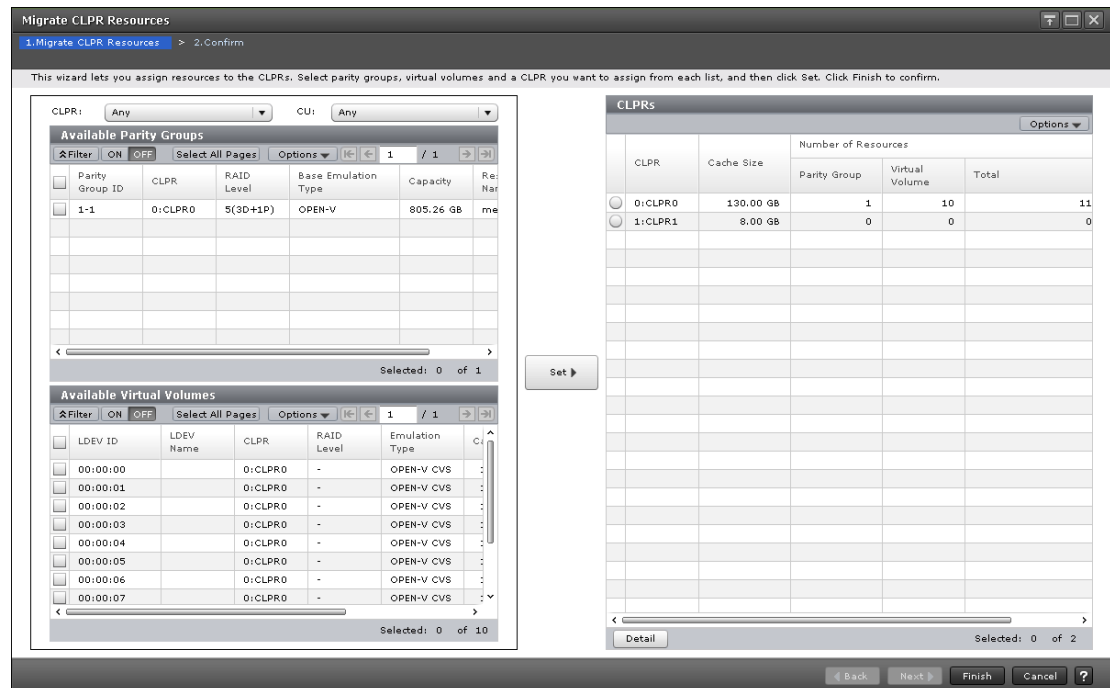 Migrate CLPR Resources
1.Migrate CLPR Resources > 2.Confirm
This wizard lets you assign resources to the CLPRs. Select parity groups, virtual volumes and a CLPR you want to assign from each list, and then click Set. Click Finish to confirm.
CLPR: Any CU: Any
Available Parity Groups
Filter ON OFF Select All Pages Options 1 / 1
Parity Group ID CLPR RAID Level Base Emulation Type Capacity
1-1 0:CLPR0 5(3D+1P) OPEN-V 805.26 GB
Selected: 0 of 1
Available Virtual Volumes
Filter ON OFF Select All Pages Options 1 / 1
LDEV ID LDEV Name CLPR RAID Level Emulation Type
00:00:00 0:CLPR0 - OPEN-V CVS
00:00:01 0:CLPR0 - OPEN-V CVS
00:00:02 0:CLPR0 - OPEN-V CVS
00:00:03 0:CLPR0 - OPEN-V CVS
00:00:04 0:CLPR0 - OPEN-V CVS
00:00:05 0:CLPR0 - OPEN-V CVS
00:00:06 0:CLPR0 - OPEN-V CVS
00:00:07 0:CLPR0 - OPEN-V CVS
Selected: 0 of 10
Set
CLPRs
Options
CLPR Cache Size Number of Resources
Parity Group Virtual Volume Total
0:CLPR0 130.00 GB 1 10 11
1:CLPR1 8.00 GB 0 0 0
Detail Selected: 0 of 2
Back Next Finish Cancel ?